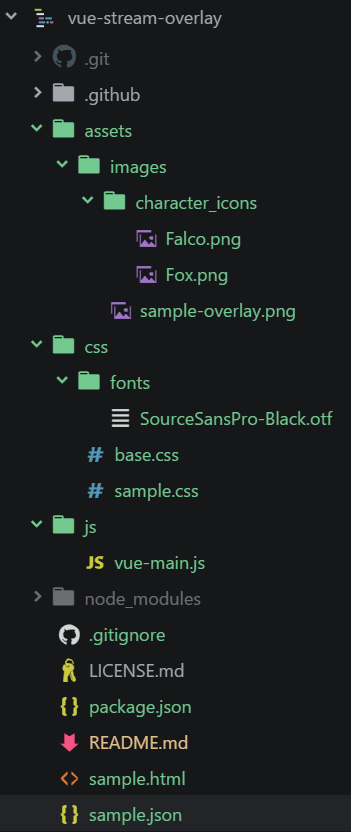 vue-stream-overlay
.git
.github
assets
images
character_icons
Falco.png
Fox.png
sample-overlay.png
css
fonts
SourceSansPro-Black.otf
# base.css
# sample.css
js
JS vue-main.js
node_modules
.gitignore
LICENSE.md
{} package.json
README.md
<> sample.html
{} sample.json